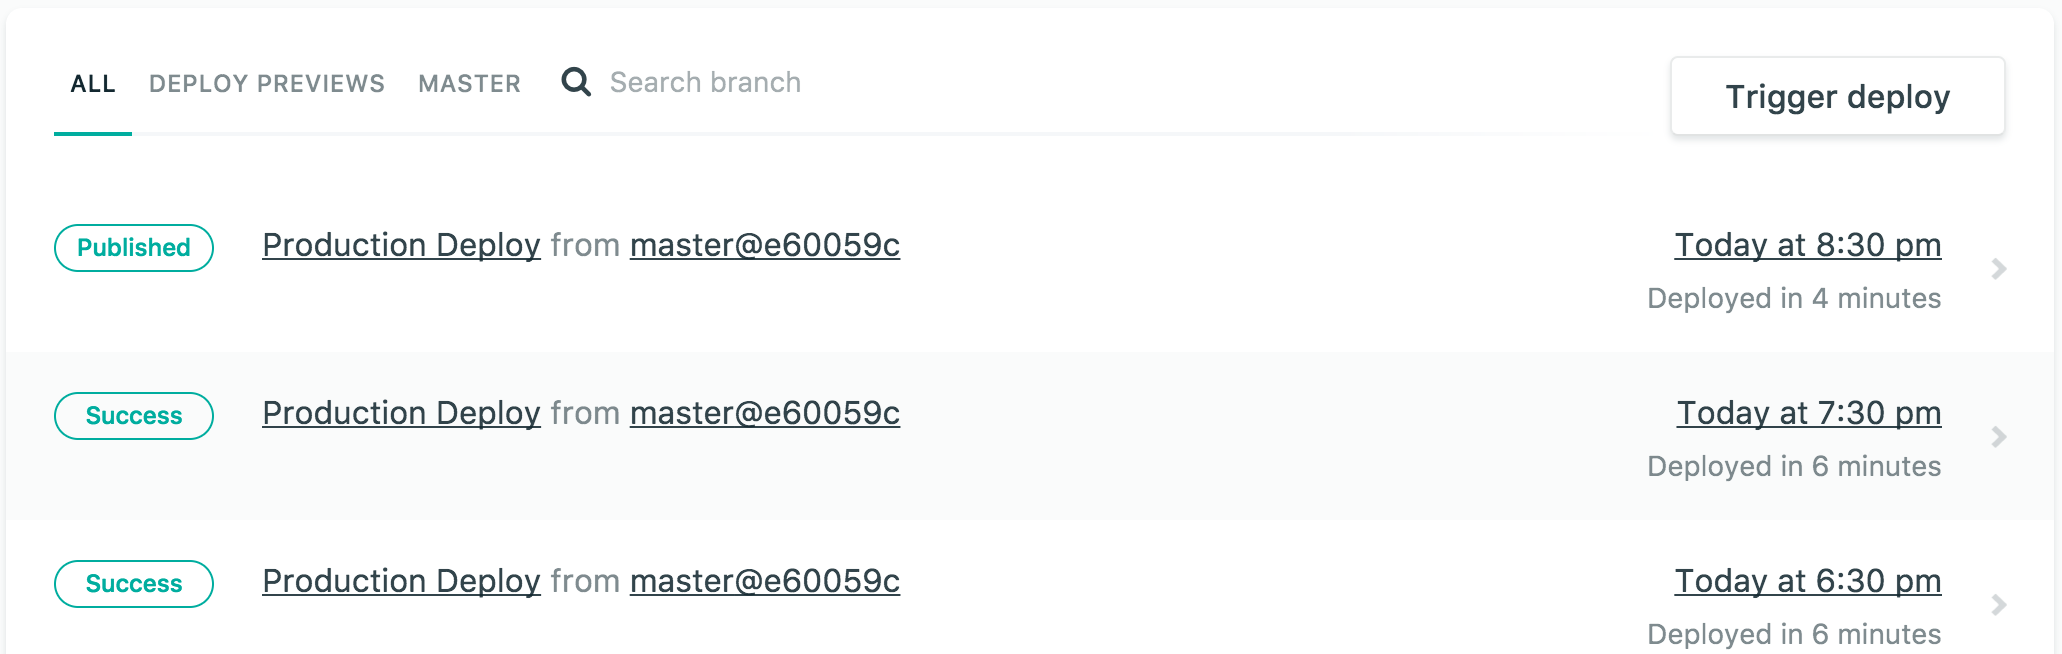 ALL DEPLOY PREVIEWS MASTER Search branch Trigger deploy
Published Production Deploy from master@e60059c Today at 8:30 pm
Deployed in 4 minutes
Success Production Deploy from master@e60059c Today at 7:30 pm
Deployed in 6 minutes
Success Production Deploy from master@e60059c Today at 6:30 pm
Deployed in 6 minutes